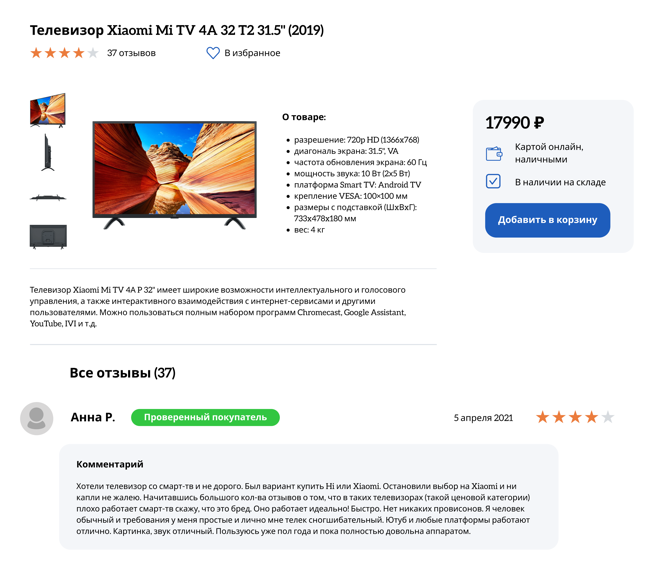 Телевизор Xiaomi Mi TV 4A 32 T2 31.5" (2019)
37 отзывов
В избранное
О товаре:
разрешение: 720p HD (1366x768)
диагональ экрана: 31.5", VA
частота обновления экрана: 60 Гц
мощность звука: 10 Вт (2x5 Вт)
платформа Smart TV: Android TV
крепление VESA: 100×100 мм
размеры с подставкой (ШxВxГ):
733x478x180 мм
вес: 4 кг
17990 ₽
Картой онлайн,
наличными
В наличии на складе
Добавить в корзину
Телевизор Xiaomi Mi TV 4A P 32" имеет широкие возможности интеллектуального и голосового
управления, а также интерактивного взаимодействия с интернет-сервисами и другими
пользователями. Можно пользоваться полным набором программ Chromecast, Google Assistant,
YouTube, IVI и т.д.
Все отзывы (37)
Анна Р.
Проверенный покупатель
5 апреля 2021
Комментарий
Хотели телевизор со смарт-тв и не дорого. Был вариант купить Hi или Xiaomi. Остановили выбор на Xiaomi и ни
капли не жалею. Начитавшись большого кол-ва отзывов о том, что в таких телевизорах (такой ценовой категории)
плохо работает смарт-тв скажу, что это бред. Оно работает идеально! Быстро. Нет никаких провисонов. Я человек
обычный и требования у меня простые и лично мне телек сногшибательный. Ютуб и любые платформы работают
отлично. Картинка, звук отличный. Пользуюсь уже пол года и пока полностью довольна аппаратом.